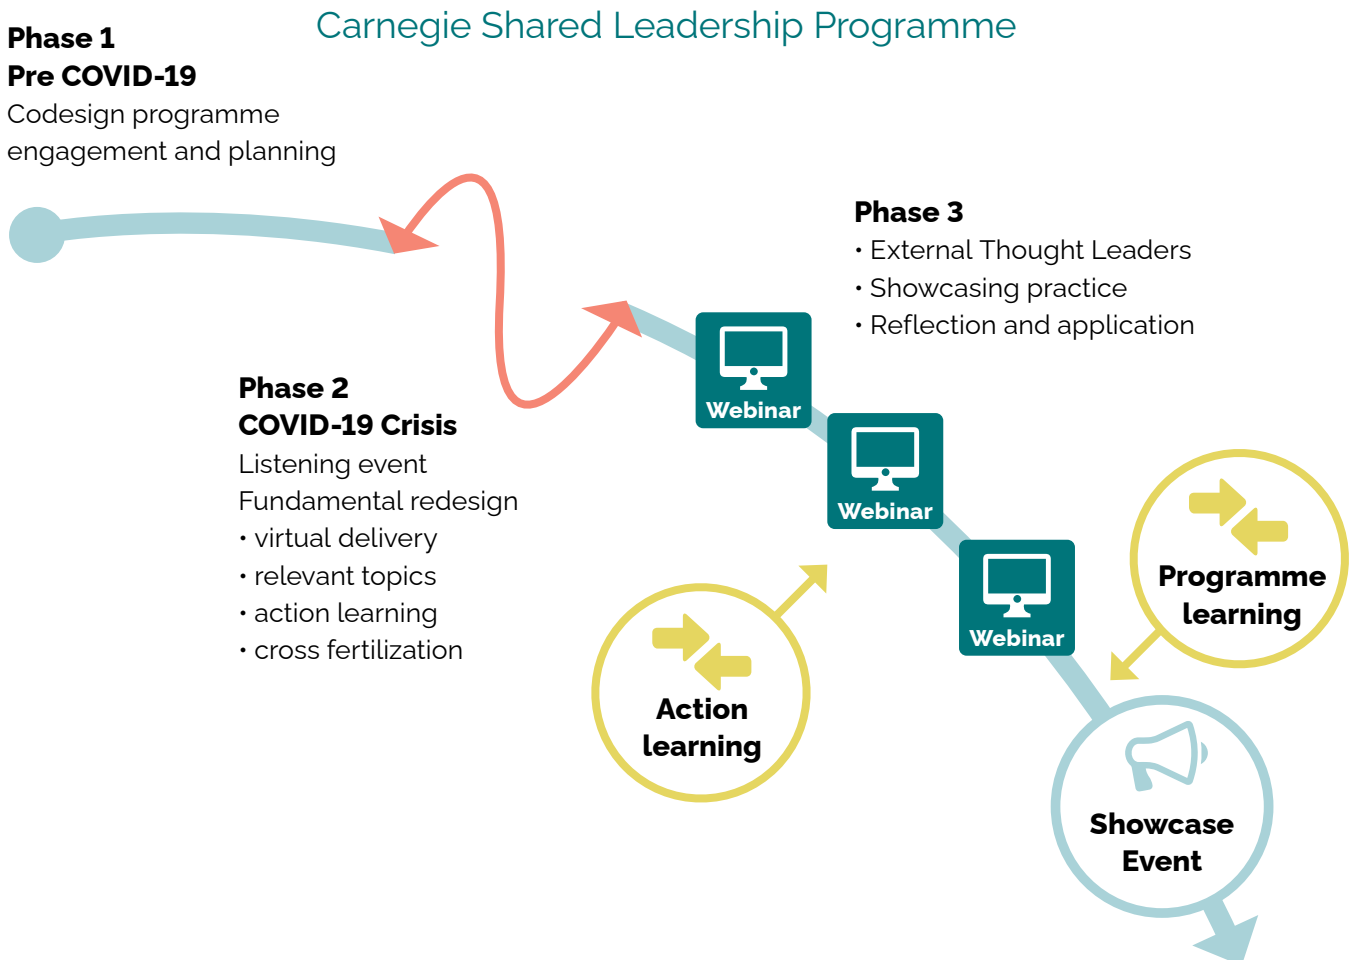 Carnegie Shared Leadership Programme
Phase 1
Pre COVID-19
Codesign programme
engagement and planning
Phase 2
COVID-19 Crisis
Listening event
Fundamental redesign
• virtual delivery
• relevant topics
• action learning
• cross fertilization
Phase 3
• External Thought Leaders
• Showcasing practice
• Reflection and application
Webinar
Webinar
Webinar
Action
learning
Programme
learning
Showcase
Event